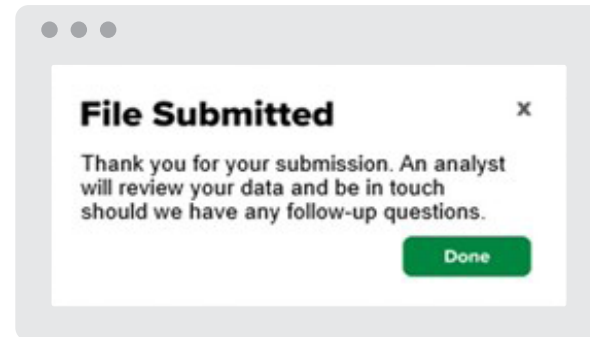 File Submitted
x
Thank you for your submission. An analyst
will review your data and be in touch
should we have any follow-up questions.
Done